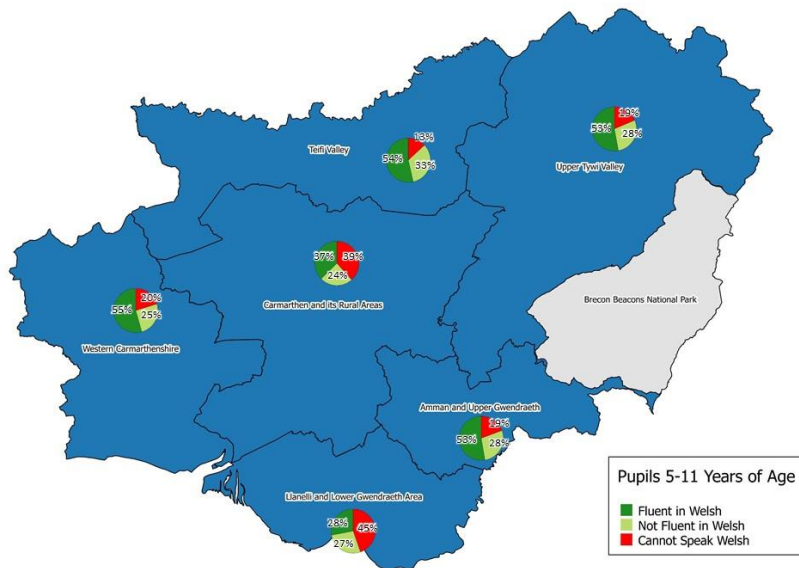 13%
54%
33%
Teifi Valley
19%
53%
28%
Upper Tywi Valley
37%
39%
24%
Carmarthen and its Rural Areas
Brecon Beacons National Park
20%
55%
25%
Western Carmarthenshire
Amman and Upper Gwendraeth
19%
53%
28%
Llanelli and Lower Gwendraeth Area
28%
45%
27%
Pupils 5-11 Years of Age
Fluent in Welsh
Not Fluent in Welsh
Cannot Speak Welsh